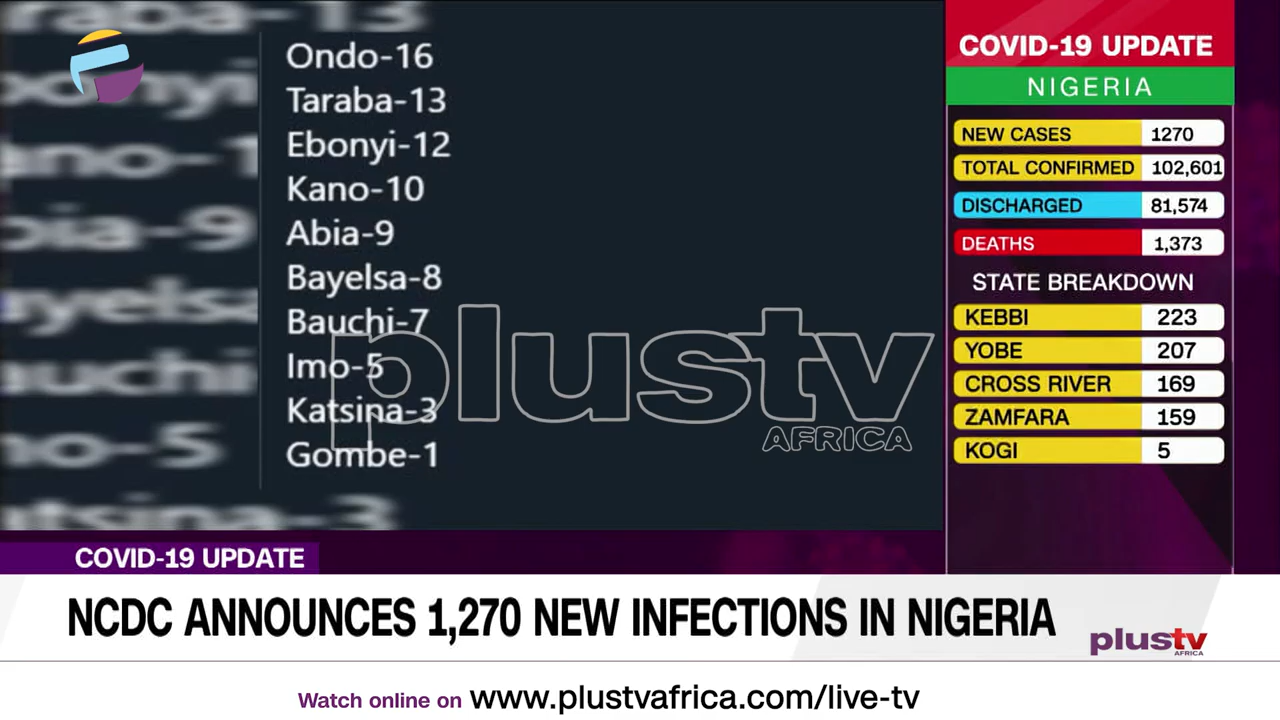 Ondo-16
Taraba-13
Ebonyi-12
Kano-10
Abia-9
Bayelsa-8
Bauchi-7
Imo-5
Katsina-3
Gombe-1
plustv
AFRICA
COVID-19 UPDATE
NIGERIA
NEW CASES 1270
TOTAL CONFIRMED 102,601
DISCHARGED 81,574
DEATHS 1,373
STATE BREAKDOWN
KEBBI 223
YOBE 207
CROSS RIVER 169
ZAMFARA 159
KOGI 5
COVID-19 UPDATE
NCDC ANNOUNCES 1,270 NEW INFECTIONS IN NIGERIA
plustv
AFRICA
Watch online on www.plustvafrica.com/live-tv